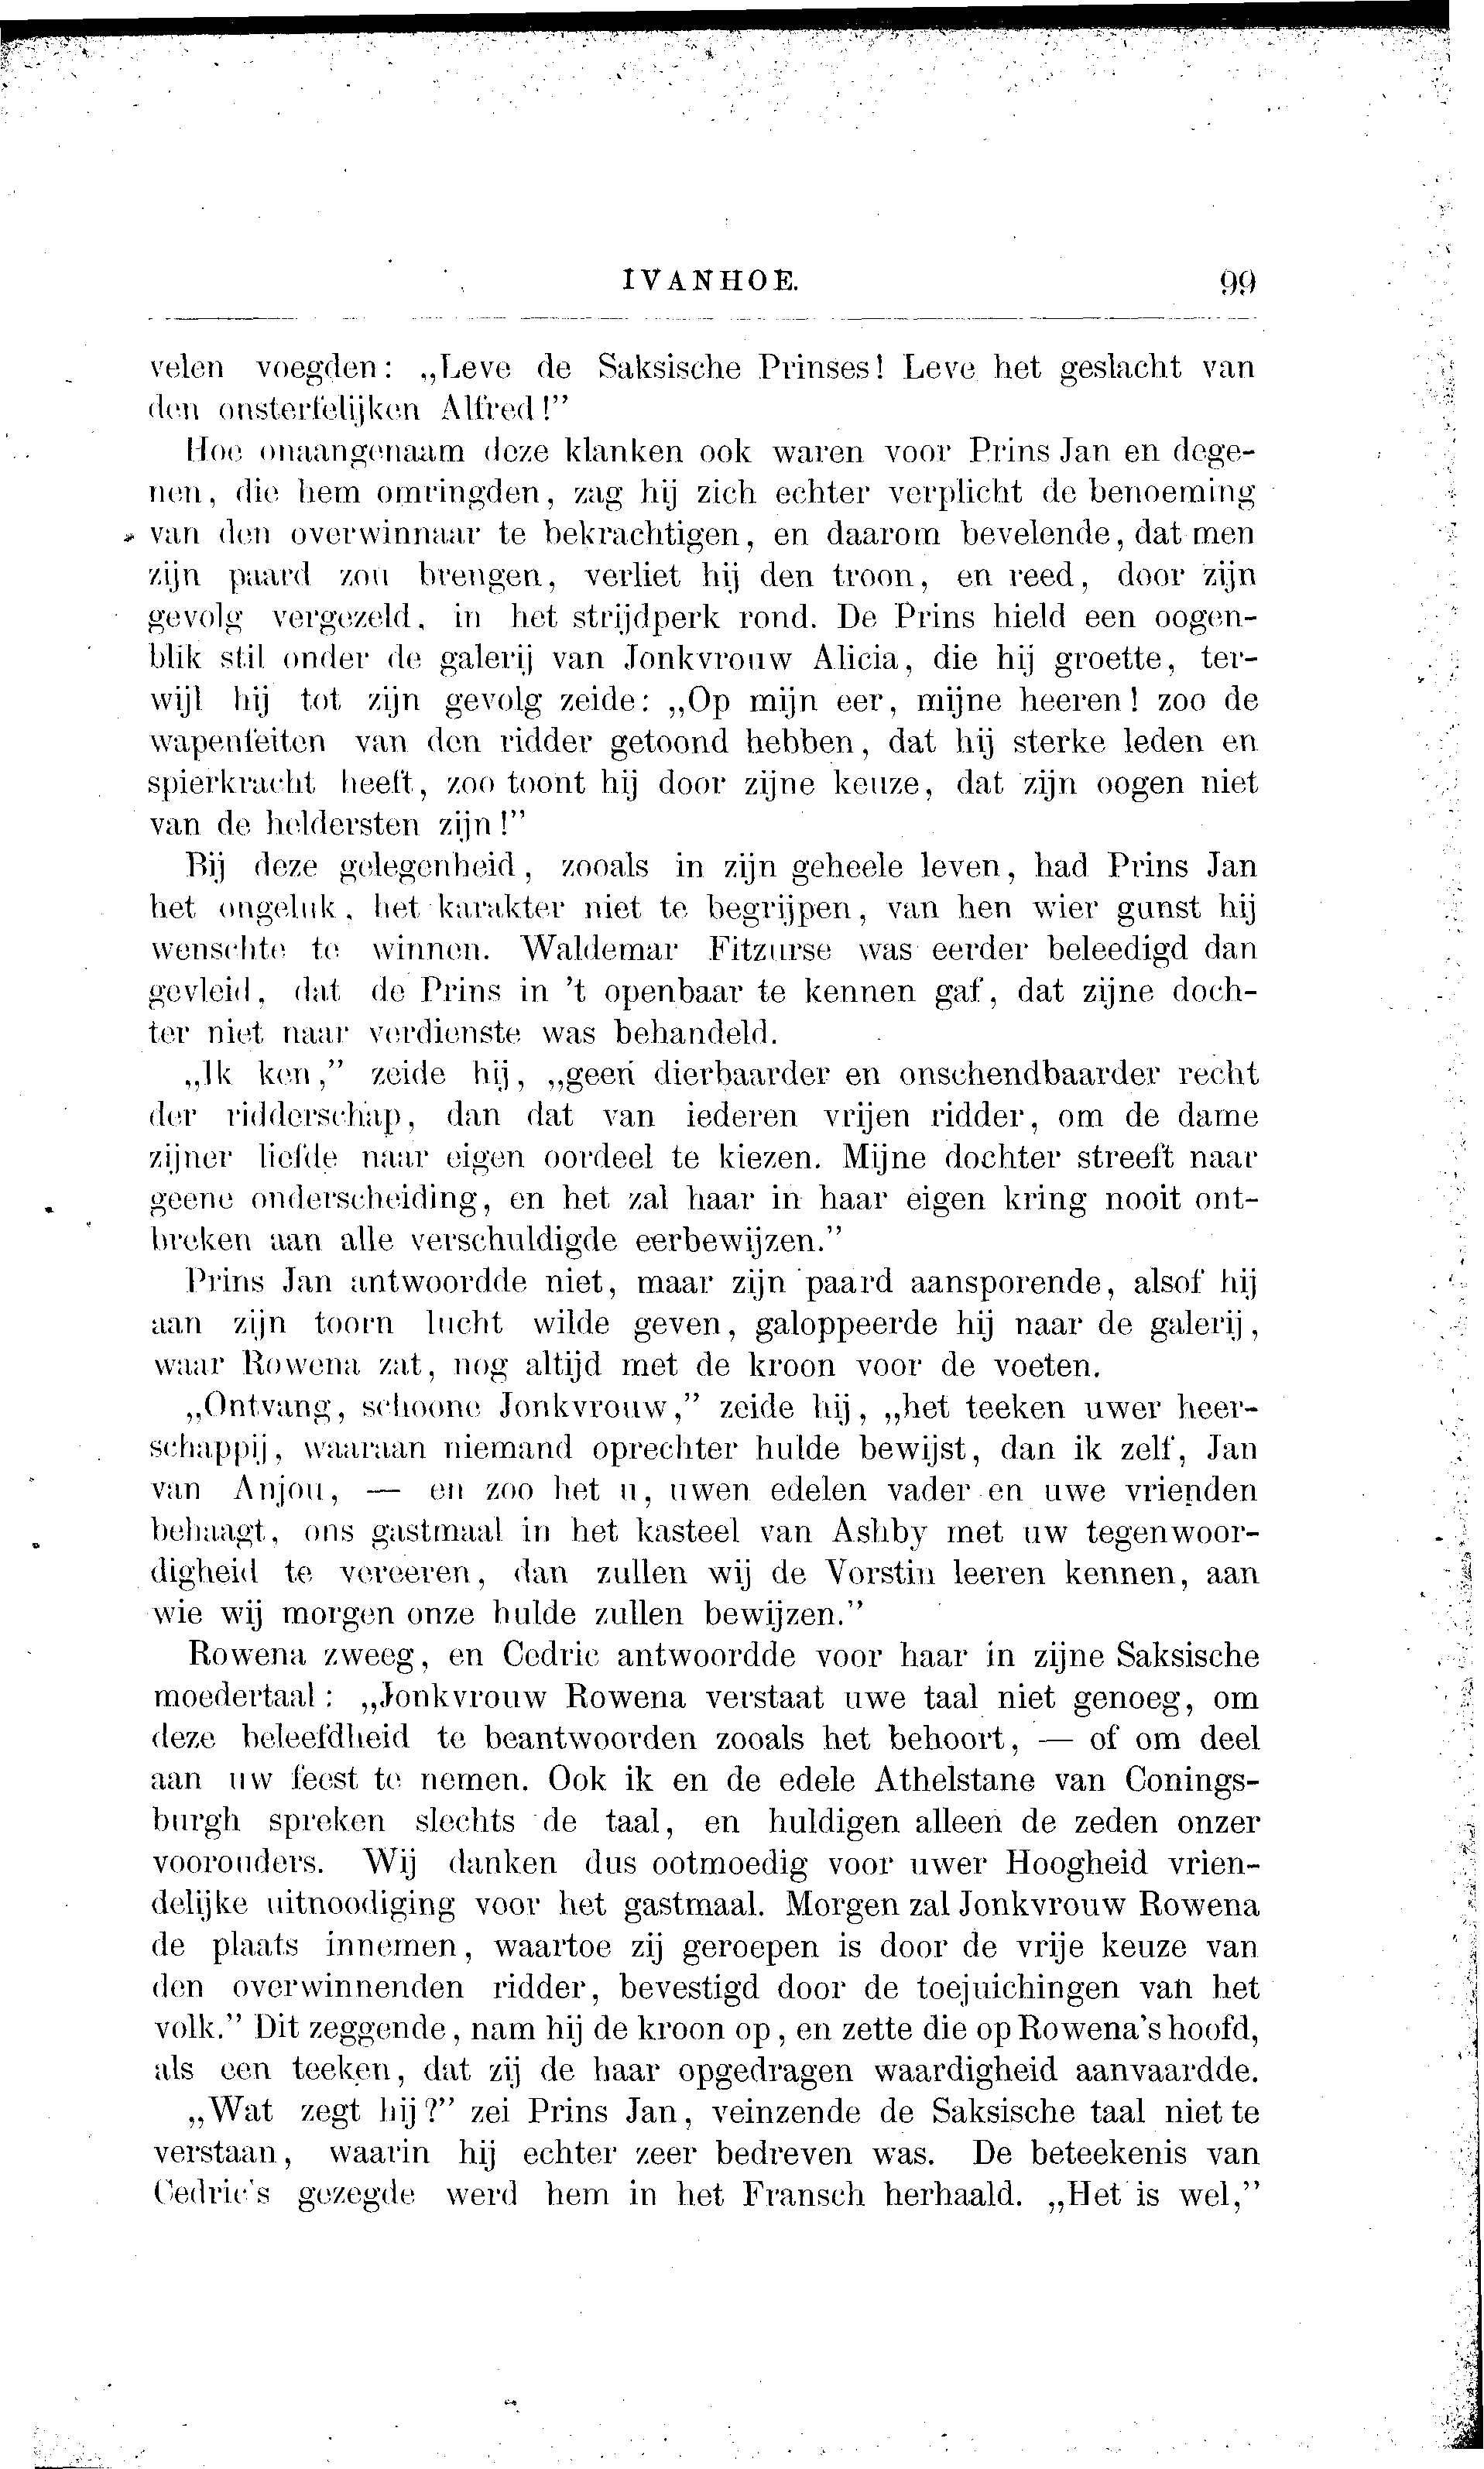 IVANHOE. 99
velen voegden: „Leve de Saksische Prinses! Leve het geslacht van
den onsterfelijken Alfred!”
Hoe onaangenaam deze klanken ook waren voor Prins Jan en dege-
nen, die hem omringden, zag hij zich echter verplicht de benoeming
van den overwinnaar te bekrachtigen, en daarom bevelende, dat men
zijn paard zou brengen, verliet hij den troon, en reed, door zijn
gevolg vergezeld, in het strijdperk rond. De Prins hield een oogen-
blik stil onder de galerij van Jonkvrouw Alicia, die hij groette, ter-
wijl hij tot zijn gevolg zeide: „Op mijn eer, mijne heeren! zoo de
wapenfeiten van den ridder getoond hebben, dat hij sterke leden en
spierkracht heeft, zoo toont hij door zijne keuze, dat zijn oogen niet
van de heldersten zijn!”
Bij deze gelegenheid, zooals in zijn geheele leven, had Prins Jan
het ongeluk, het karakter niet te begrijpen, van hen wier gunst hij
wenschte te winnen. Waldemar Fitzurse was eerder beleedigd dan
gevleid, dat de Prins in 't openbaar te kennen gaf, dat zijne doch-
ter niet naar verdienste was behandeld.
„Ik ken,” zeide hij, „geen dierbaarder en onschendbaarder recht
der ridderschap, dan dat van iederen vrijen ridder, om de dame
zijner liefde naar eigen oordeel te kiezen. Mijne dochter streeft naar
geene onderscheiding, en het zal haar in haar eigen kring nooit ont-
breken aan alle verschuldigde eerbewijzen.”
Prins Jan antwoordde niet, maar zijn paard aansporende, alsof hij
aan zijn toorn lucht wilde geven, galoppeerde hij naar de galerij,
waar Rowena zat, nog altijd met de kroon voor de voeten.
„Ontvang, schoone Jonkvrouw,” zeide hij, „het teeken uwer heer-
schappij, waaraan niemand oprechter hulde bewijst, dan ik zelf, Jan
van Anjou, — en zoo het u, uwen edelen vader en uwe vrienden
behaagt, ons gastmaal in het kasteel van Ashby met uw tegenwoor-
digheid te vereeren, dan zullen wij de Vorstin leeren kennen, aan
wie wij morgen onze hulde zullen bewijzen.”
Rowena zweeg, en Cedric antwoordde voor haar in zijne Saksische
moedertaal: „Jonkvrouw Rowena verstaat uwe taal niet genoeg, om
deze beleefdheid te beantwoorden zooals het behoort, — of om deel
aan uw feest te nemen. Ook ik en de edele Athelstane van Conings-
burgh spreken slechts de taal, en huldigen alleen de zeden onzer
voorouders. Wij danken dus ootmoedig voor uwer Hoogheid vrien-
delijke uitnoodiging voor het gastmaal. Morgen zal Jonkvrouw Rowena
de plaats innemen, waartoe zij geroepen is door de vrije keuze van
den overwinnenden ridder, bevestigd door de toejuichingen van het
volk.” Dit zeggende, nam hij de kroon op, en zette die op Rowena's hoofd,
als een teeken, dat zij de haar opgedragen waardigheid aanvaardde.
„Wat zegt hij?” zei Prins Jan, veinzende de Saksische taal niet te
verstaan, waarin hij echter zeer bedreven was. De beteekenis van
Cedric's gezegde werd hem in het Fransch herhaald. „Het is wel,”